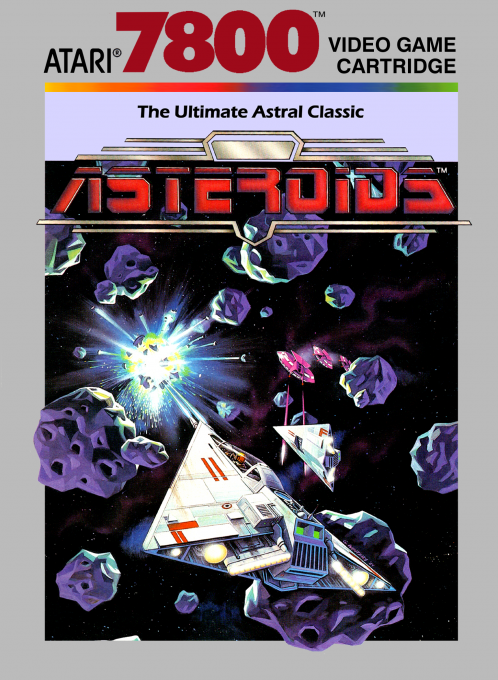 ATARI® 7800™ VIDEO GAME
CARTRIDGE
The Ultimate Astral Classic
ASTEROIDS™